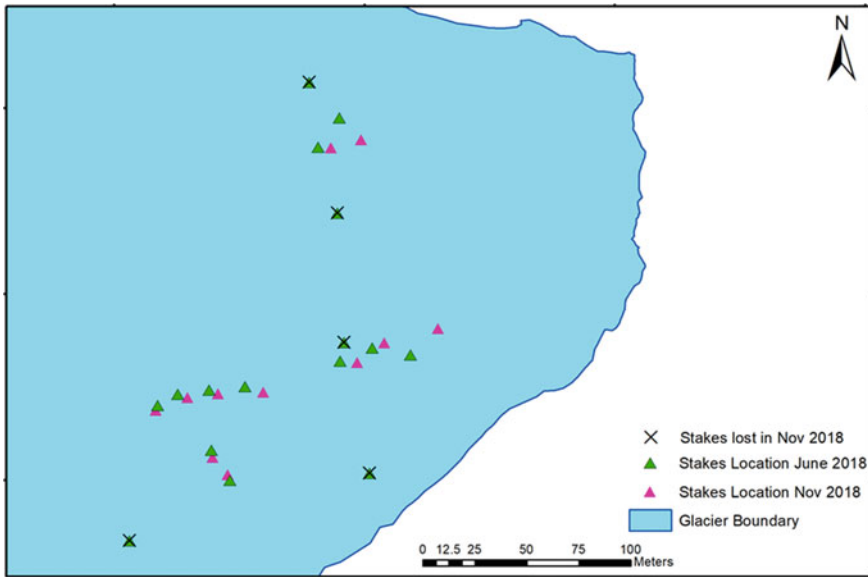 N
Stakes lost in Nov 2018
Stakes Location June 2018
Stakes Location Nov 2018
Glacier Boundary
0 12.5 25 50 75 100
Meters